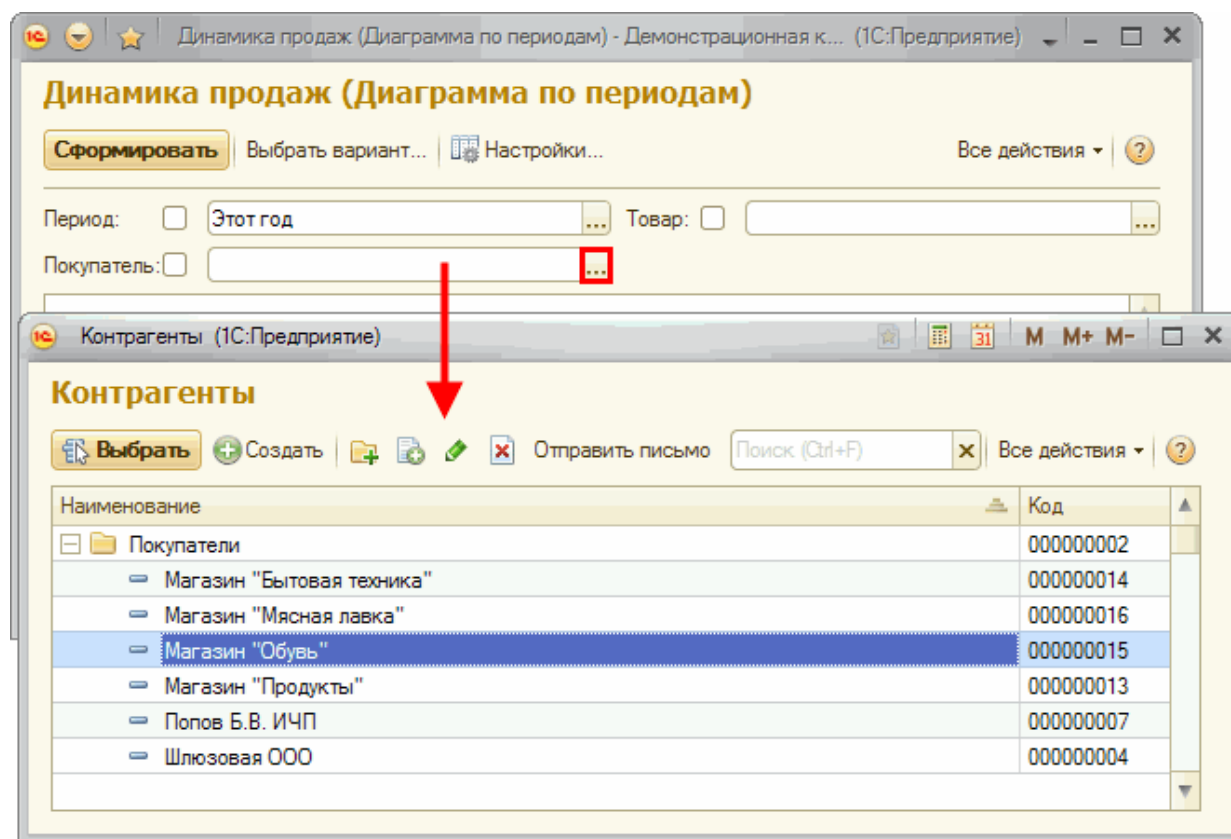 Динамика продаж (Диаграмма по периодам) - Демонстрационная к... (1С:Предприятие)
Динамика продаж (Диаграмма по периодам)
Сформировать Выбрать вариант... Настройки... Все действия ?
Период: Этот год ... Товар: ...
Покупатель: ...
Контрагенты (1С:Предприятие) 31 M M+ M-
Контрагенты
Выбрать Создать Отправить письмо Поиск (Ctrl+F) Все действия ?
Наименование Код
Покупатели 000000002
Магазин "Бытовая техника" 000000014
Магазин "Мясная лавка" 000000016
Магазин "Обувь" 000000015
Магазин "Продукты" 000000013
Попов Б.В. ИЧП 000000007
Шлюзовая ООО 000000004